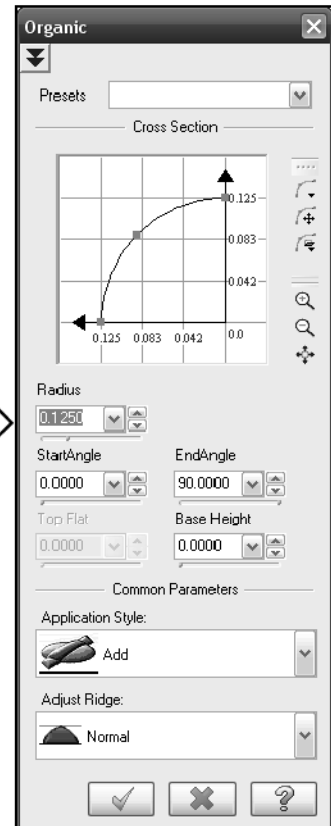 Organic
Presets
Cross Section
0.125
0.083
0.042
0.125 0.083 0.042 0.0
Radius
0.1250
StartAngle EndAngle
0.0000 90.0000
Top Flat Base Height
0.0000 0.0000
Common Parameters
Application Style:
Add
Adjust Ridge:
Normal
?